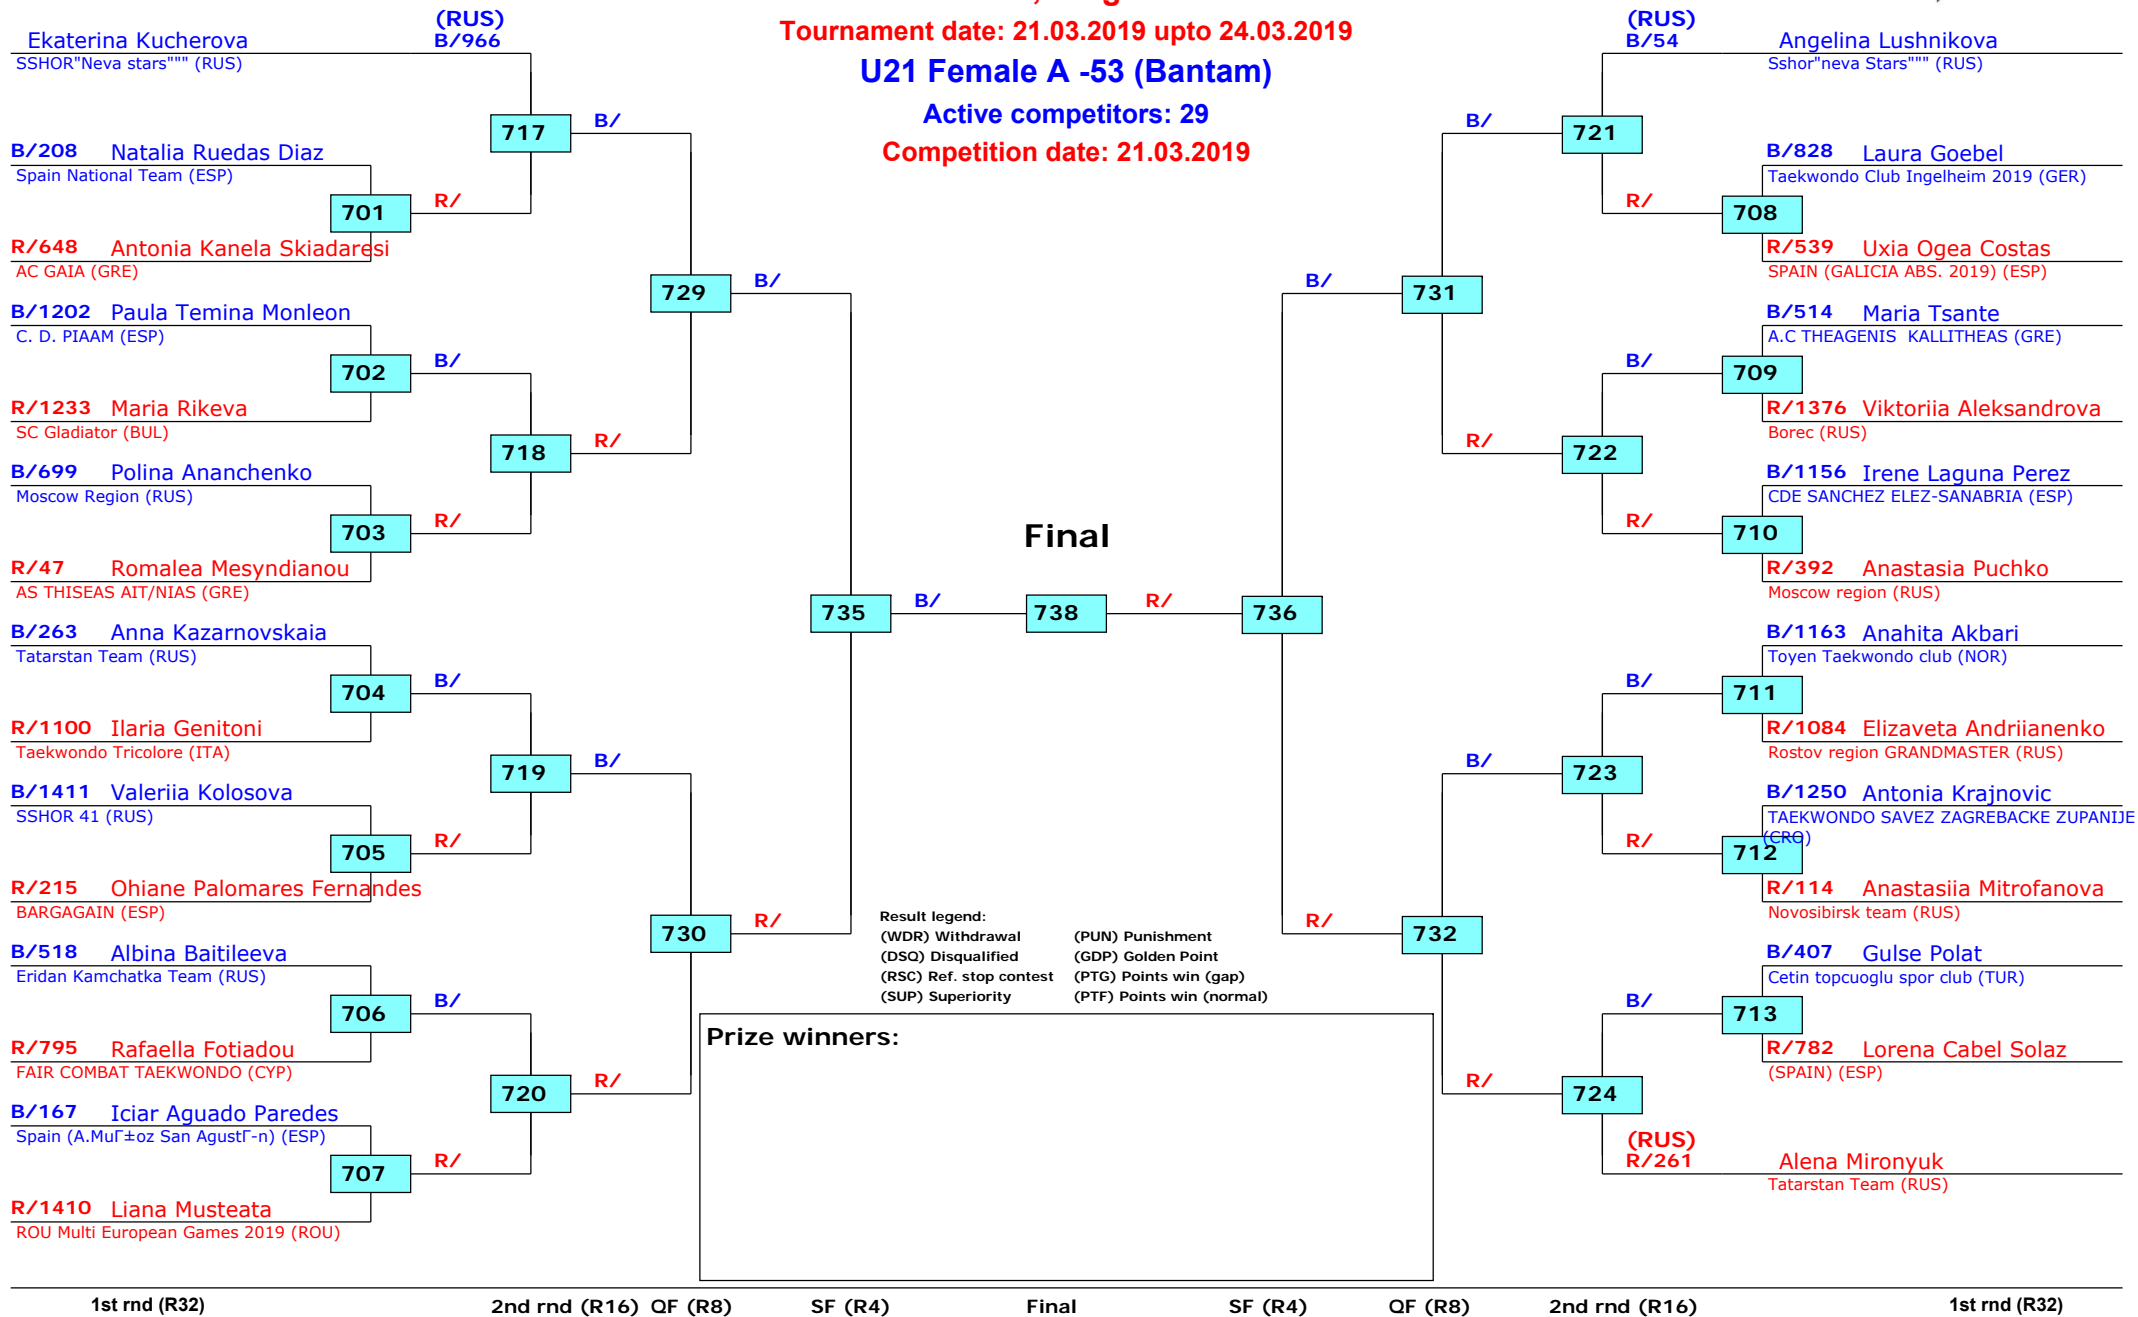 Tournament date: 21.03.2019 upto 24.03.2019
U21 Female A -53 (Bantam)
Active competitors: 29
Competition date: 21.03.2019
(RUS)
Ekaterina Kucherova B/966
SSHOR"Neva stars""" (RUS)
717
B/
B/208 Natalia Ruedas Diaz
Spain National Team (ESP)
701
R/
R/648 Antonia Kanela Skiadaresi
AC GAIA (GRE)
729
B/
B/1202 Paula Temina Monleon
C. D. PIAAM (ESP)
702
B/
R/1233 Maria Rikeva
SC Gladiator (BUL)
718
R/
B/699 Polina Ananchenko
Moscow Region (RUS)
703
R/
R/47 Romalea Mesyndianou
AS THISEAS AIT/NIAS (GRE)
735
B/
B/263 Anna Kazarnovskaia
Tatarstan Team (RUS)
704
B/
R/1100 Ilaria Genitoni
Taekwondo Tricolore (ITA)
719
B/
B/1411 Valeriia Kolosova
SSHOR 41 (RUS)
705
R/
R/215 Ohiane Palomares Fernandes
BARGAGAIN (ESP)
730
R/
B/518 Albina Baitileeva
Eridan Kamchatka Team (RUS)
706
B/
R/795 Rafaella Fotiadou
FAIR COMBAT TAEKWONDO (CYP)
720
R/
B/167 Iciar Aguado Paredes
Spain (A.MuГ±oz San AgustГ-n) (ESP)
707
R/
R/1410 Liana Musteata
ROU Multi European Games 2019 (ROU)
Final
738
R/
736
(RUS)
B/54 Angelina Lushnikova
Sshor"neva Stars""" (RUS)
B/
721
B/828 Laura Goebel
Taekwondo Club Ingelheim 2019 (GER)
R/
708
R/539 Uxia Ogea Costas
SPAIN (GALICIA ABS. 2019) (ESP)
B/
731
B/514 Maria Tsante
A.C THEAGENIS  KALLITHEAS (GRE)
B/
709
R/1376 Viktoriia Aleksandrova
Borec (RUS)
R/
722
B/1156 Irene Laguna Perez
CDE SANCHEZ ELEZ-SANABRIA (ESP)
R/
710
R/392 Anastasia Puchko
Moscow region (RUS)
B/1163 Anahita Akbari
Toyen Taekwondo club (NOR)
B/
711
R/1084 Elizaveta Andriianenko
Rostov region GRANDMASTER (RUS)
B/
723
B/1250 Antonia Krajnovic
TAEKWONDO SAVEZ ZAGREBACKE ZUPANIJE
(CRO)
R/
712
R/114 Anastasiia Mitrofanova
Novosibirsk team (RUS)
R/
732
B/407 Gulse Polat
Cetin topcuoglu spor club (TUR)
B/
713
R/782 Lorena Cabel Solaz
(SPAIN) (ESP)
R/
724
(RUS)
R/261 Alena Mironyuk
Tatarstan Team (RUS)
Result legend:
(WDR) Withdrawal (PUN) Punishment
(DSQ) Disqualified (GDP) Golden Point
(RSC) Ref. stop contest (PTG) Points win (gap)
(SUP) Superiority (PTF) Points win (normal)
Prize winners:
1st rnd (R32) 2nd rnd (R16) QF (R8) SF (R4) Final SF (R4) QF (R8) 2nd rnd (R16) 1st rnd (R32)